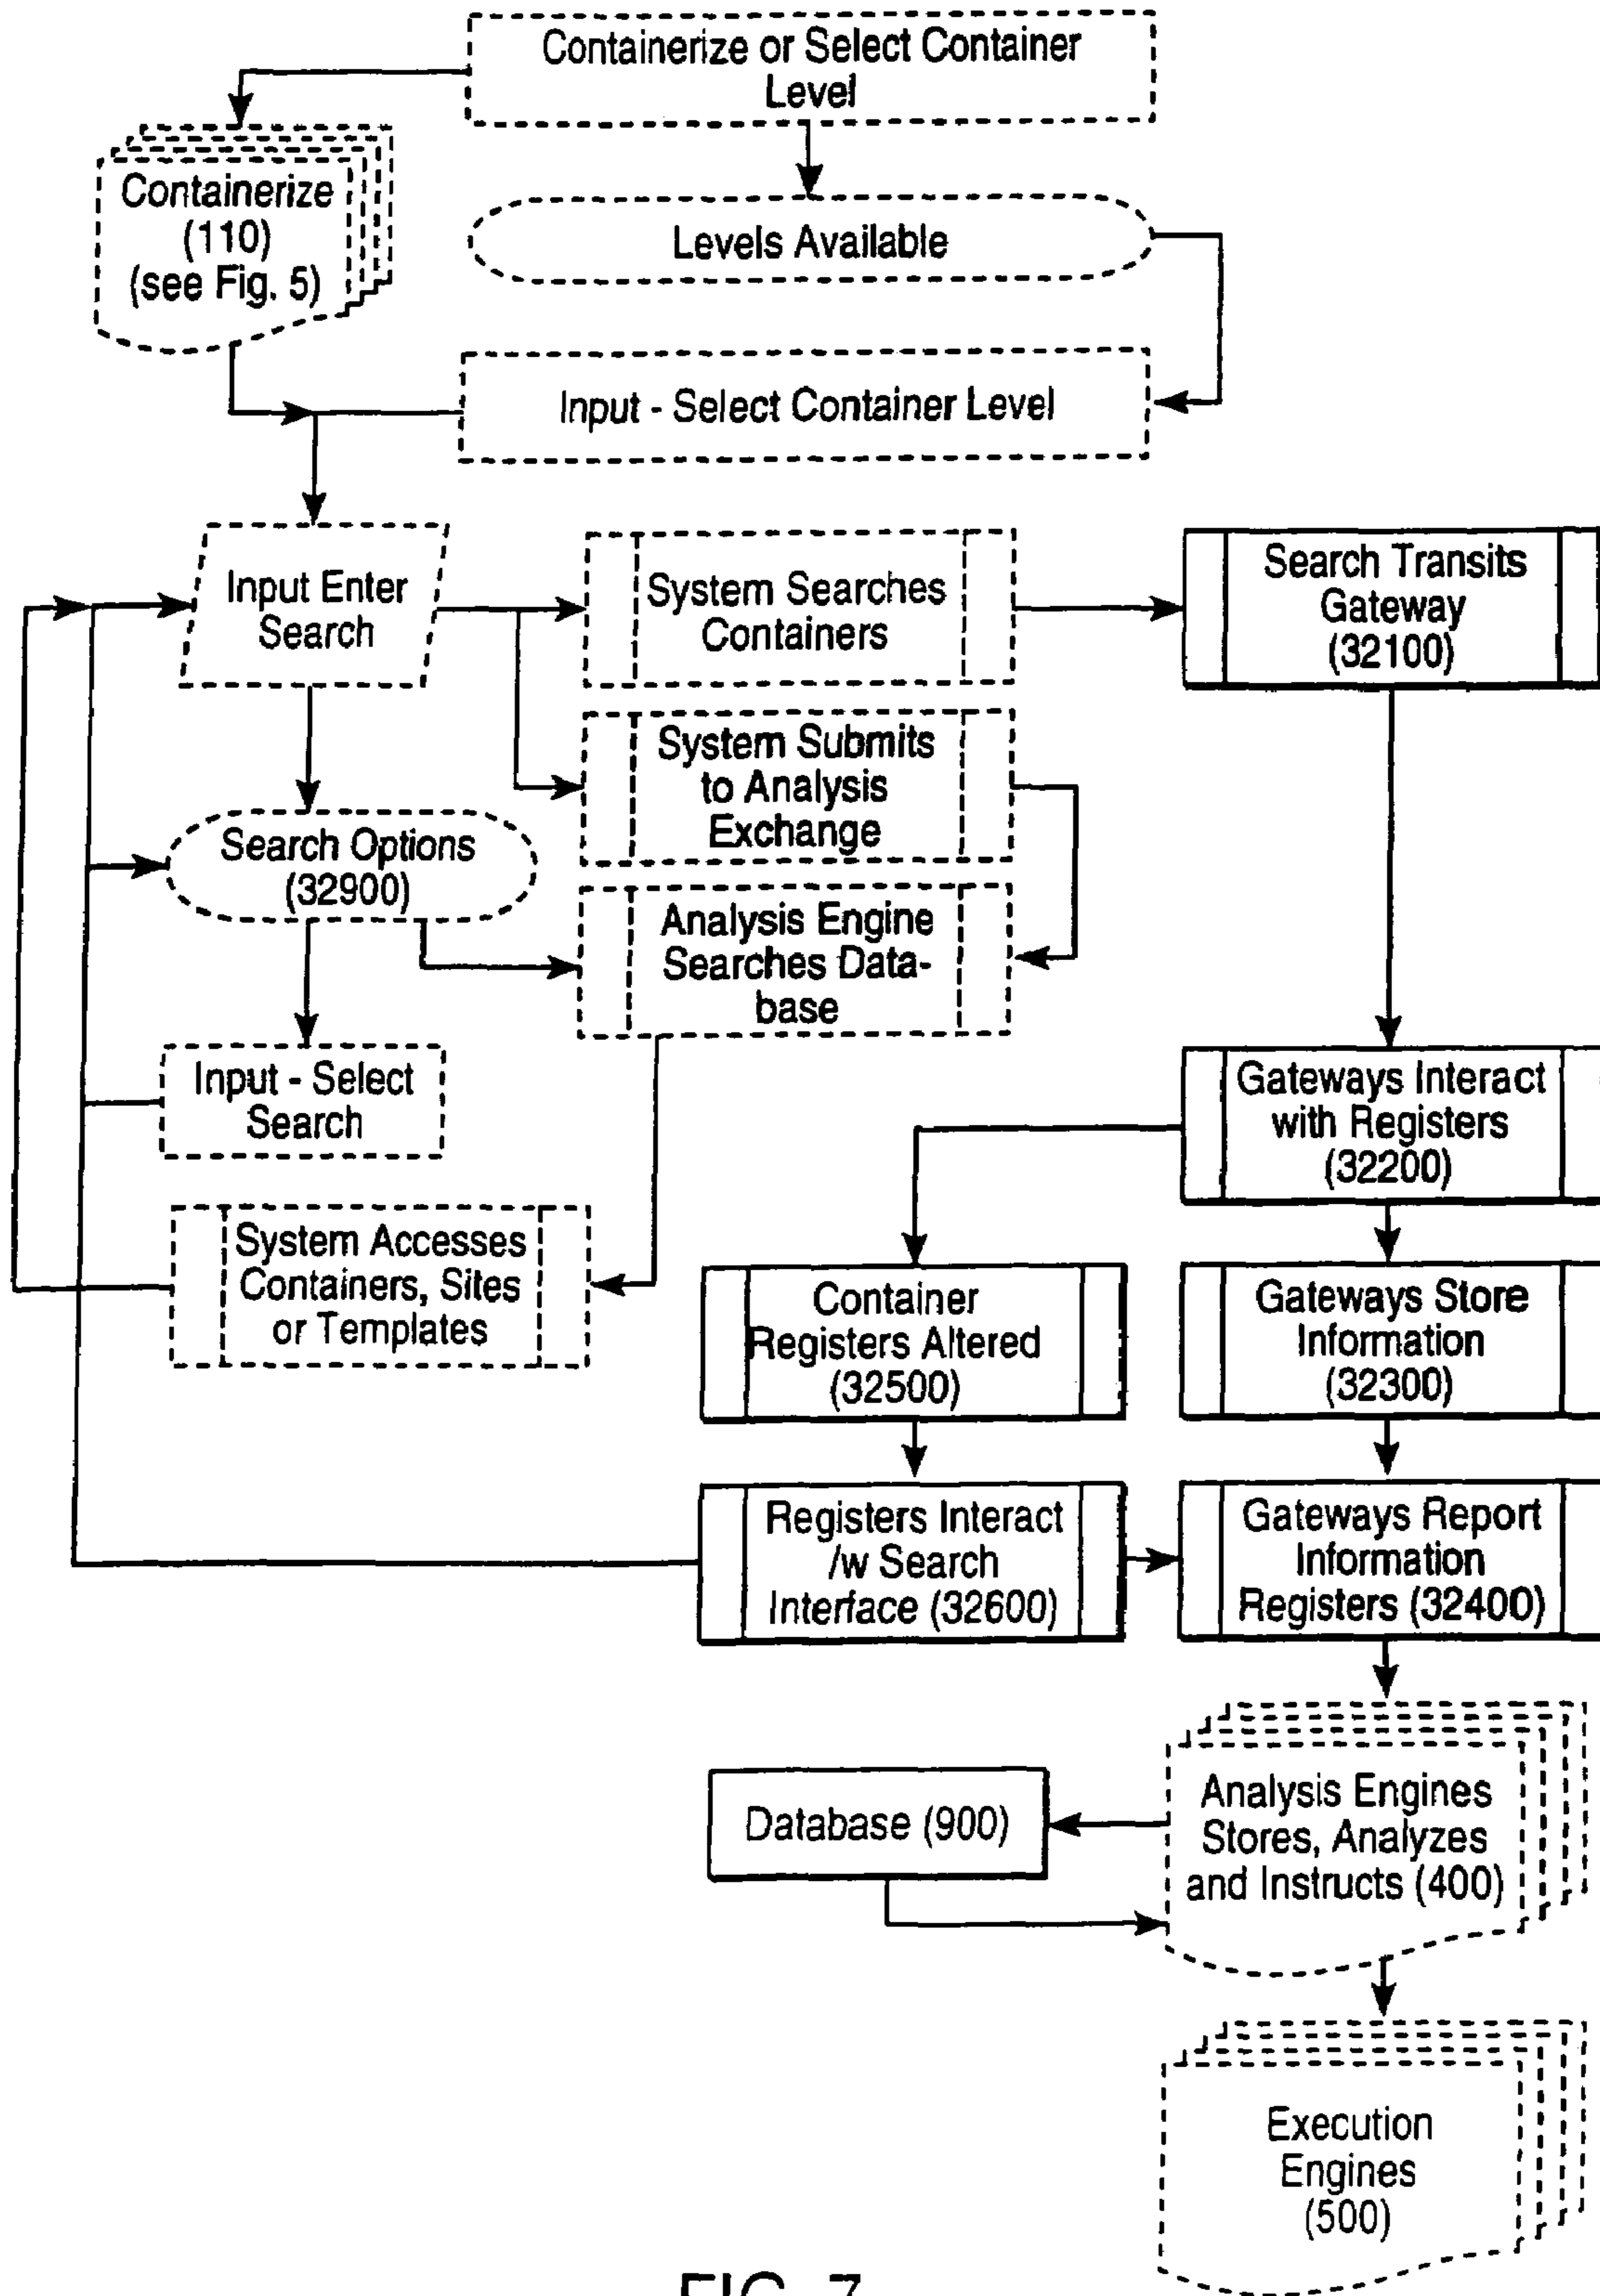 Containerize or Select Container
Level
Containerize
(110)
(see Fig. 5)
Levels Available
Input - Select Container Level
Input Enter
Search
System Searches
Containers
Search Transits
Gateway
(32100)
System Submits
to Analysis
Exchange
Search Options
(32900)
Analysis Engine
Searches Data-
base
Input - Select
Search
Gateways Interact
with Registers
(32200)
System Accesses
Containers, Sites
or Templates
Container
Registers Altered
(32500)
Gateways Store
Information
(32300)
Registers Interact
/w Search
Interface (32600)
Gateways Report
Information
Registers (32400)
Database (900)
Analysis Engines
Stores, Analyzes
and Instructs (400)
Execution
Engines
(500)
FIG. 7